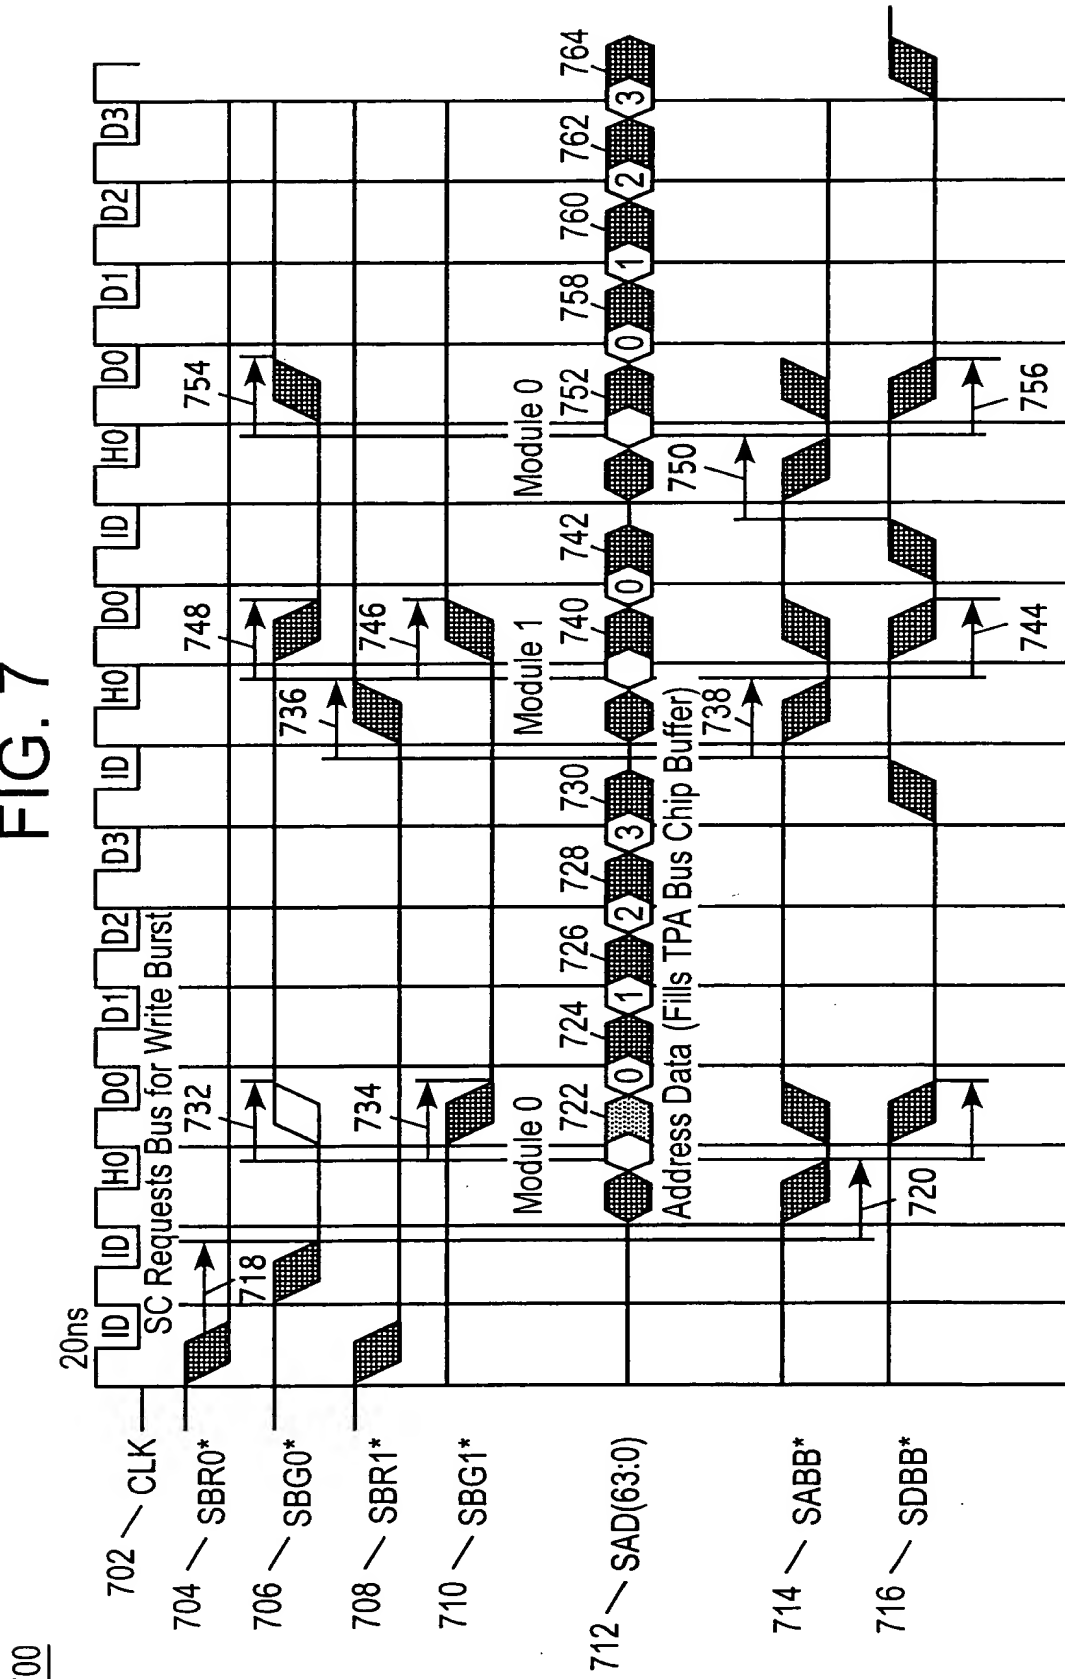 FIG. 7
700
20ns
ID ID H0 D0 D1 D2 D3 ID H0 D0 ID H0 D0 D1 D2 D3
702 CLK
SC Requests Bus for Write Burst
704 SBR0*
718
732 748 754
706 SBG0*
736
708 SBR1*
734 746
710 SBG1*
Module 0 Module 1 Module 0
722 724 726 728 730 740 742 752 758 760 762 764
712 SAD(63:0)
0 1 2 3 0 0 1 2 3
Address Data (Fills TPA Bus Chip Buffer)
738 750
714 SABB*
720
716 SDBB*
744 756